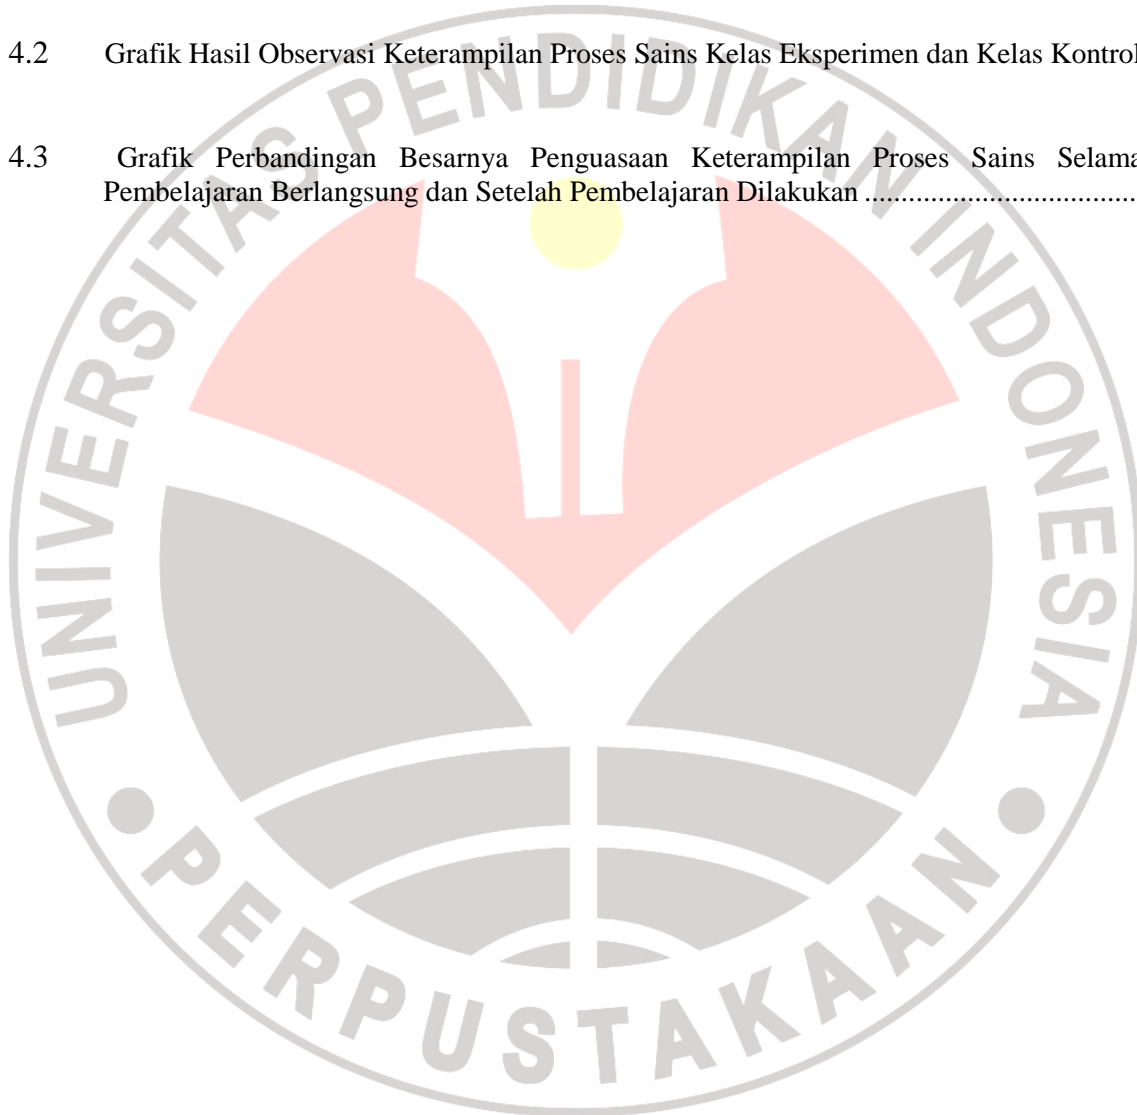 4.2 Grafik Hasil Observasi Keterampilan Proses Sains Kelas Eksperimen dan Kelas Kontrol
4.3 Grafik Perbandingan Besarnya Penguasaan Keterampilan Proses Sains Selama
Pembelajaran Berlangsung dan Setelah Pembelajaran Dilakukan .....................................
UNIVERSITAS PENDIDIKAN INDONESIA
PERPUSTAKAAN